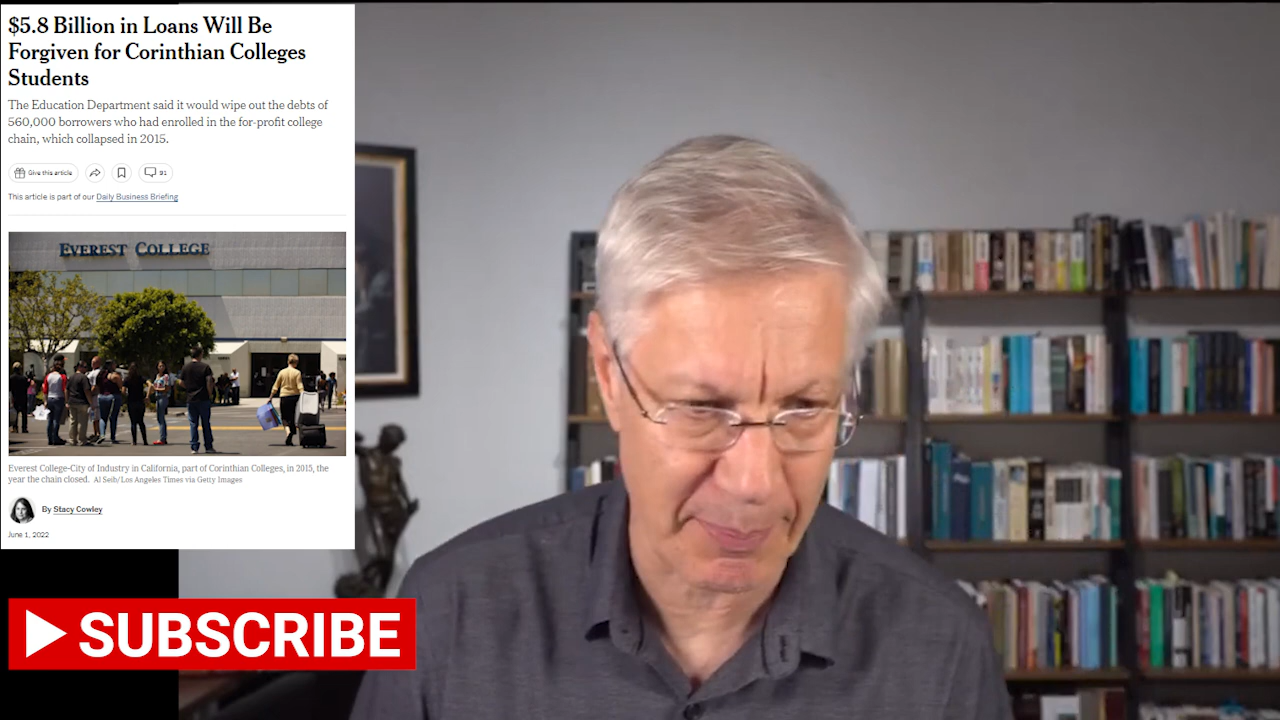 $5.8 Billion in Loans Will Be
Forgiven for Corinthian Colleges
Students
The Education Department said it would wipe out the debts of
560,000 borrowers who had enrolled in the for-profit college
chain, which collapsed in 2015.
Give this article
91
This article is part of our Daily Business Briefing
EVEREST COLLEGE
Everest College-City of Industry in California, part of Corinthian Colleges, in 2015, the
year the chain closed. Al Seib/Los Angeles Times via Getty Images
By Stacy Cowley
June 1, 2022
SUBSCRIBE